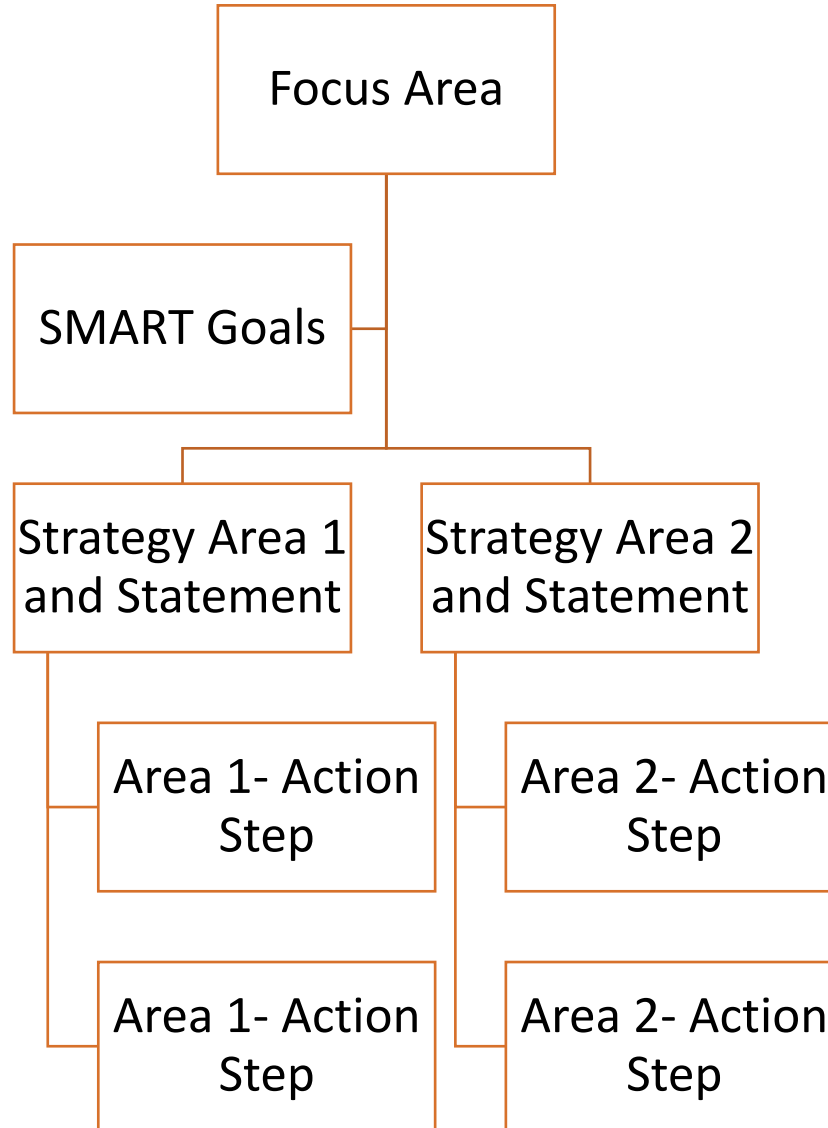 Focus Area
SMART Goals
Strategy Area 1
and Statement
Strategy Area 2
and Statement
Area 1- Action
Step
Area 2- Action
Step
Area 1- Action
Step
Area 2- Action
Step